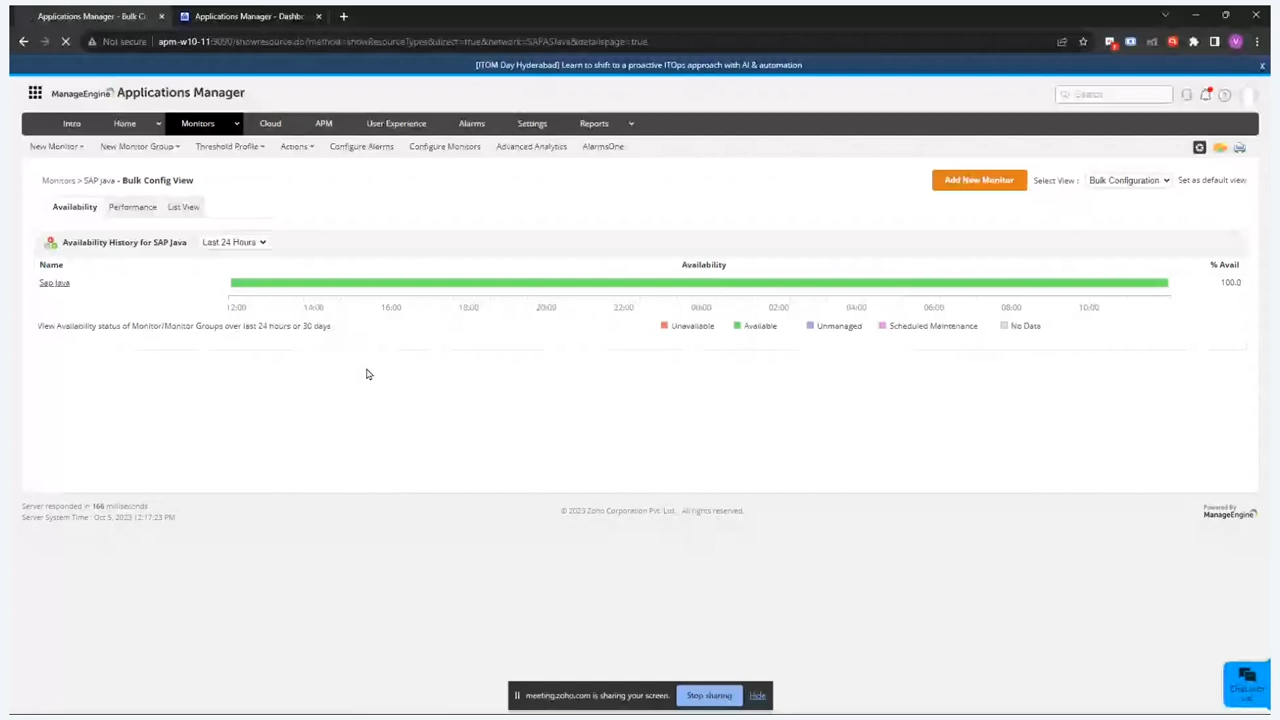 Applications Manager - Bulk C
Applications Manager - Dashb
Not secure apm-w10-11:9090/showresource.do?method=showResourceTypes&direct=true&network=SAPASJava&detailspage=true
[ITOM Day Hyderabad] Learn to shift to a proactive ITOps approach with AI & automation X
ManageEngine Applications Manager
Search
Intro Home Monitors Cloud APM User Experience Alarms Settings Reports
New Monitor New Monitor Group Threshold Profile Actions Configure Alarms Configure Monitors Advanced Analytics AlarmsOne
Monitors > SAP Java - Bulk Config View
Add New Monitor Select View : Bulk Configuration Set as default view
Availability Performance List View
Availability History for SAP Java Last 24 Hours
Name Availability % Avail
Sap Java 100.0
12:00 14:00 16:00 18:00 20:00 22:00 00:00 02:00 04:00 06:00 08:00 10:00
View Availability status of Monitor/Monitor Groups over last 24 hours or 30 days
Unavailable Available Unmanaged Scheduled Maintenance No Data
Server responded in 166 milliseconds
Server System Time : Oct 5, 2023 12:17:23 PM
© 2023 Zoho Corporation Pvt. Ltd. All rights reserved.
Powered By
ManageEngine
meeting.zoho.com is sharing your screen. Stop sharing Hide